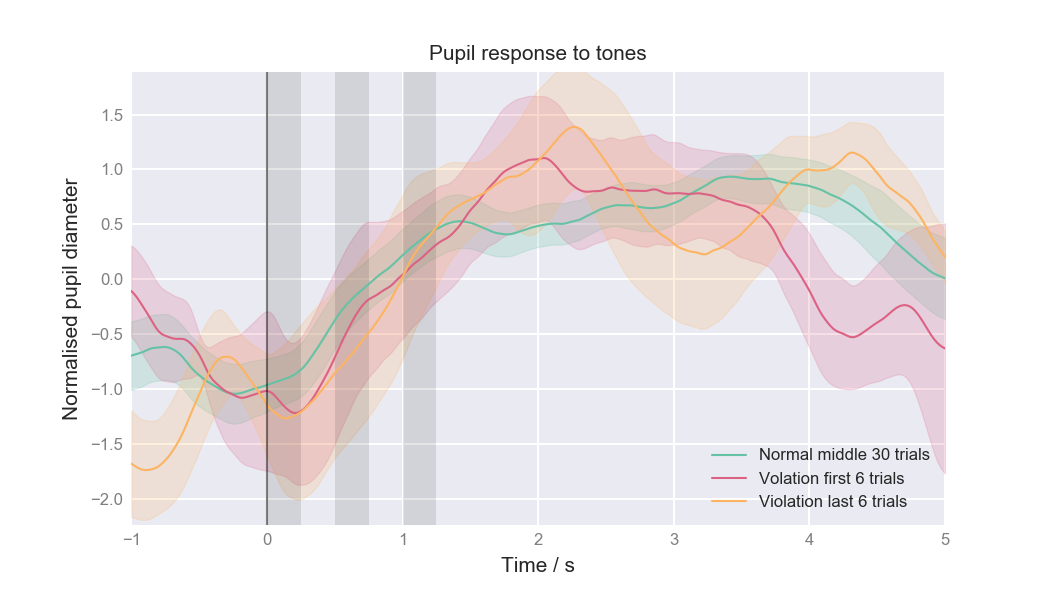 Pupil response to tones
Normalised pupil diameter
1.5
1.0
0.5
0.0
−0.5
−1.0
−1.5
−2.0
Normal middle 30 trials
Volation first 6 trials
Violation last 6 trials
−1
0
1
2
3
4
5
Time / s